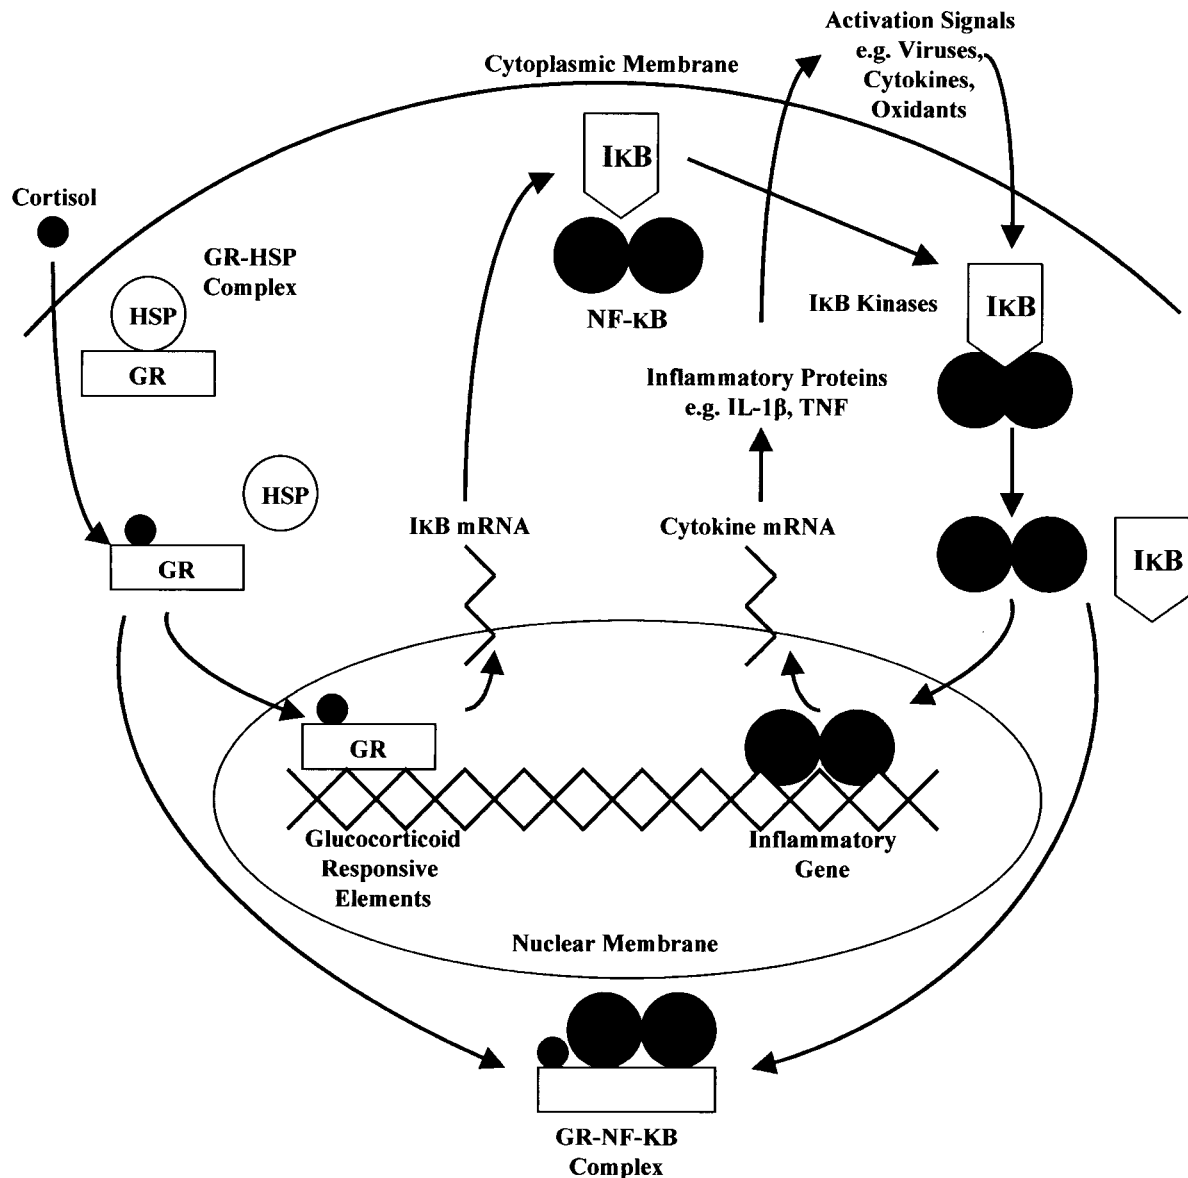 Activation Signals
e.g. Viruses,
Cytokines,
Oxidants
Cytoplasmic Membrane
IκB
Cortisol
GR-HSP
Complex
HSP
GR
NF-κB
IκB Kinases
IκB
Inflammatory Proteins
e.g. IL-1β, TNF
HSP
IκB mRNA
Cytokine mRNA
GR
IκB
GR
Glucocorticoid
Responsive
Elements
Inflammatory
Gene
Nuclear Membrane
GR-NF-KB
Complex